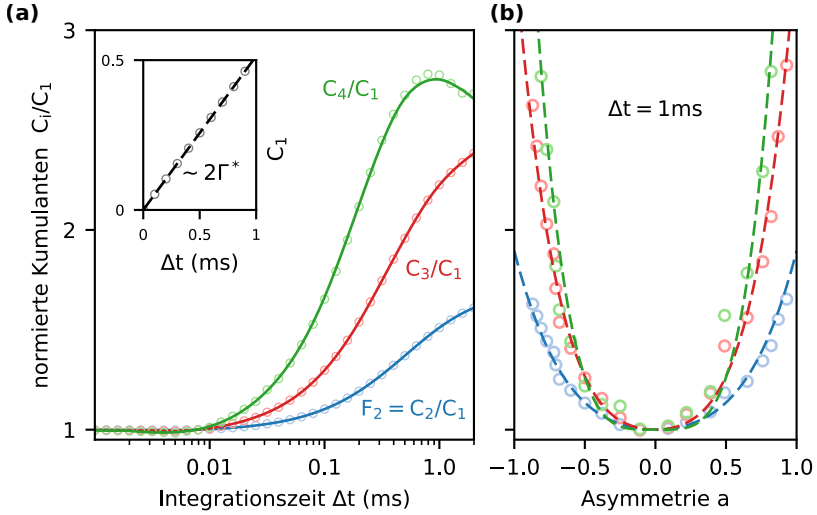 (a)
(b)
normierte Kumulanten C_i/C_1
3
2
1
0.01
0.1
1.0
Integrationszeit Δt (ms)
C_4/C_1
C_3/C_1
F_2 = C_2/C_1
0.5
0
0
0.5
1
Δt (ms)
C_1
~ 2Γ^*
Δt = 1ms
−1.0
−0.5
0.0
0.5
1.0
Asymmetrie a